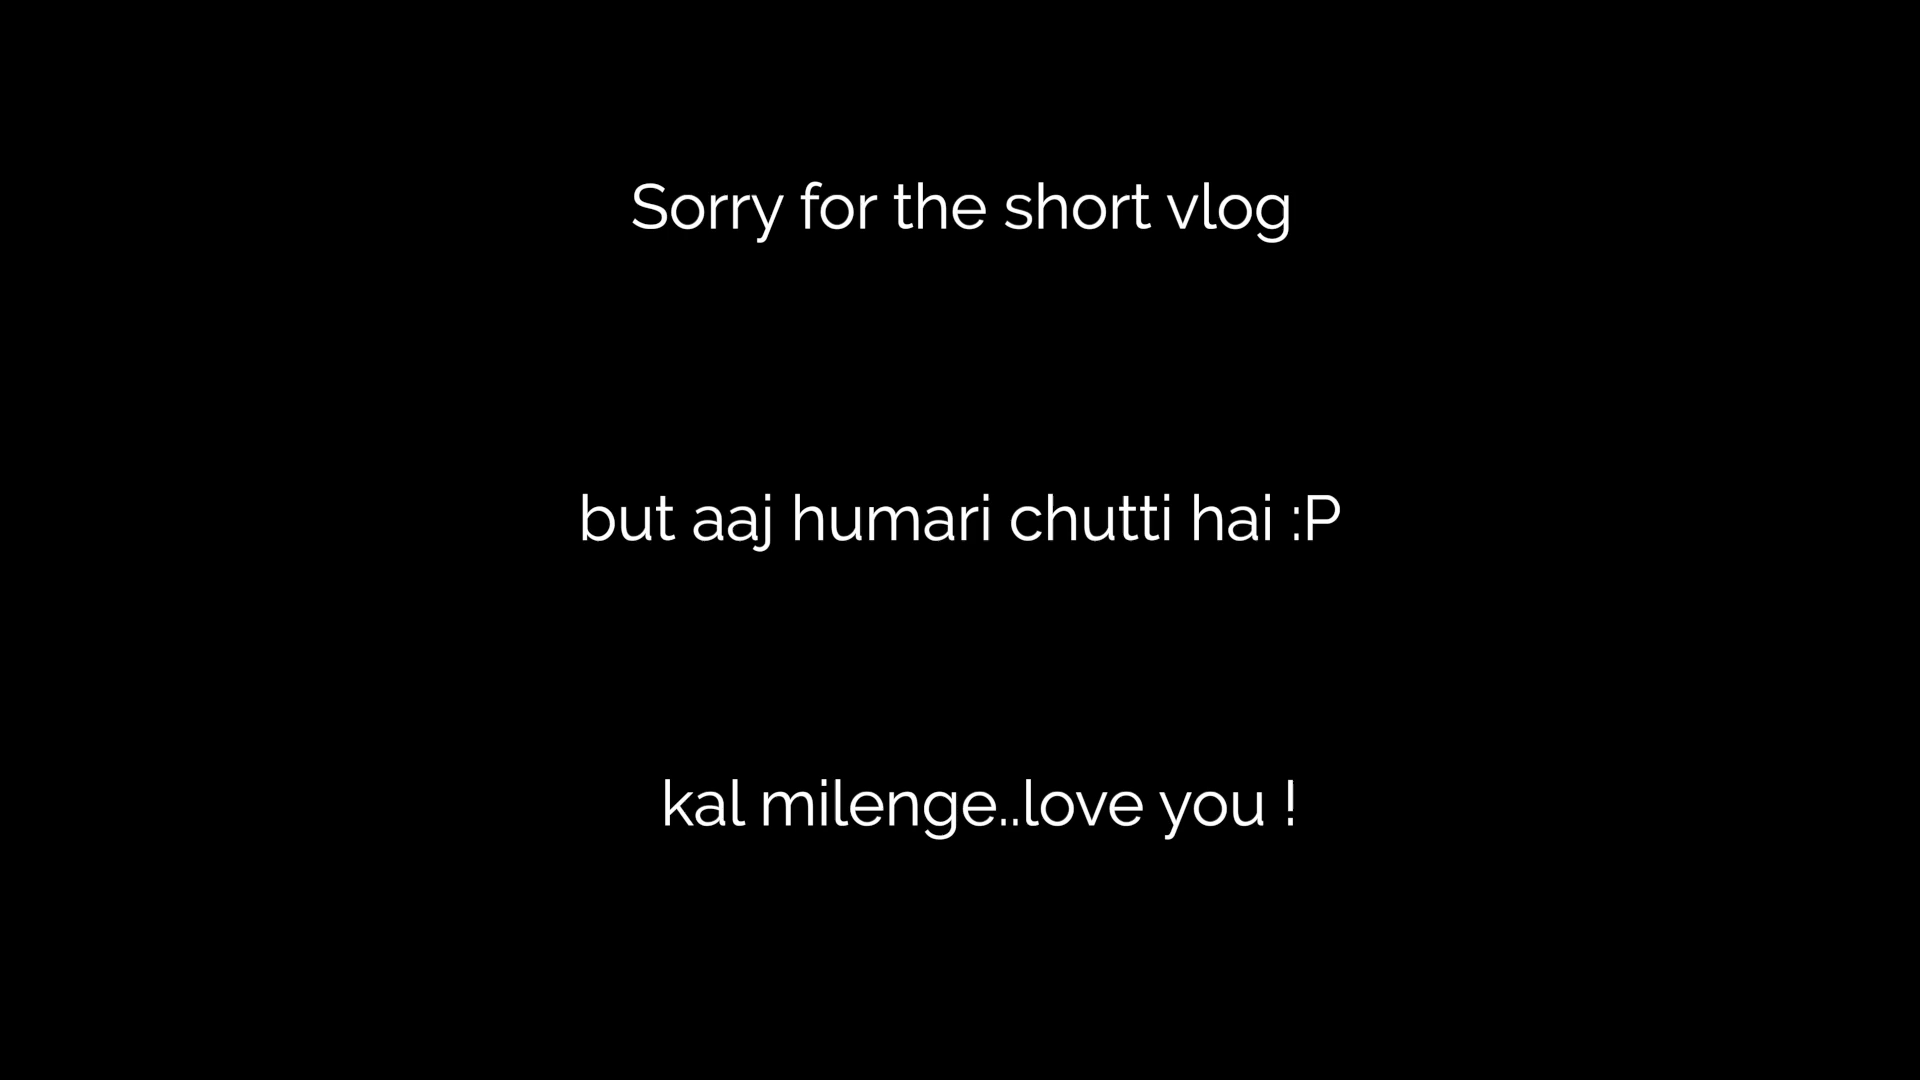 Sorry for the short vlog
but aaj humari chutti hai :P
kal milenge..love you !